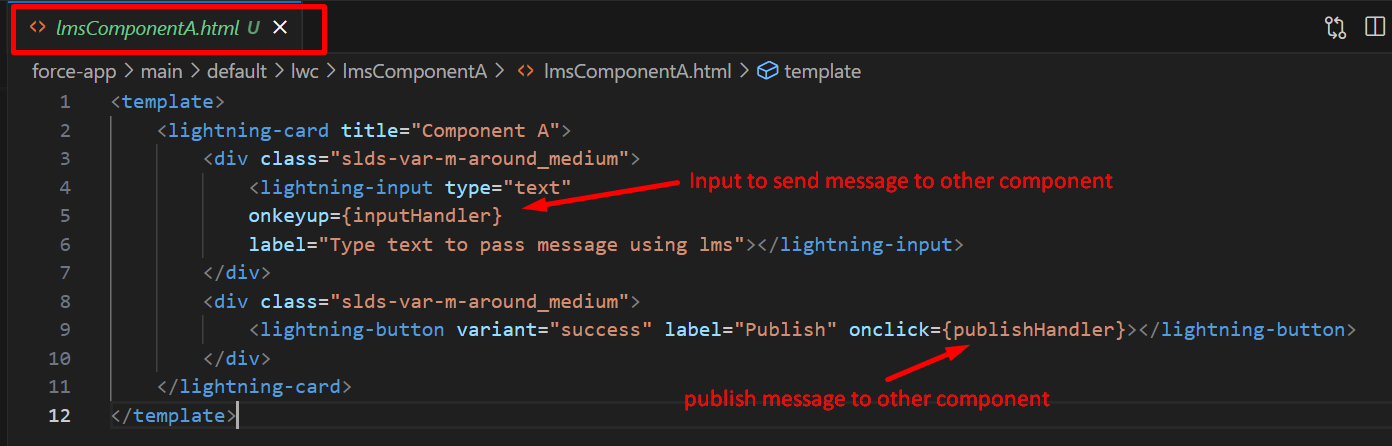 <> lmsComponentA.html U ×
force-app > main > default > lwc > lmsComponentA > <> lmsComponentA.html > template
1 <template>
2 <lightning-card title="Component A">
3 <div class="slds-var-m-around_medium">
4 <lightning-input type="text"
Input to send message to other component
5 onkeyup={inputHandler}
6 label="Type text to pass message using lms"></lightning-input>
7 </div>
8 <div class="slds-var-m-around_medium">
9 <lightning-button variant="success" label="Publish" onclick={publishHandler}></lightning-button>
10 </div>
11 </lightning-card>
publish message to other component
12 </template>